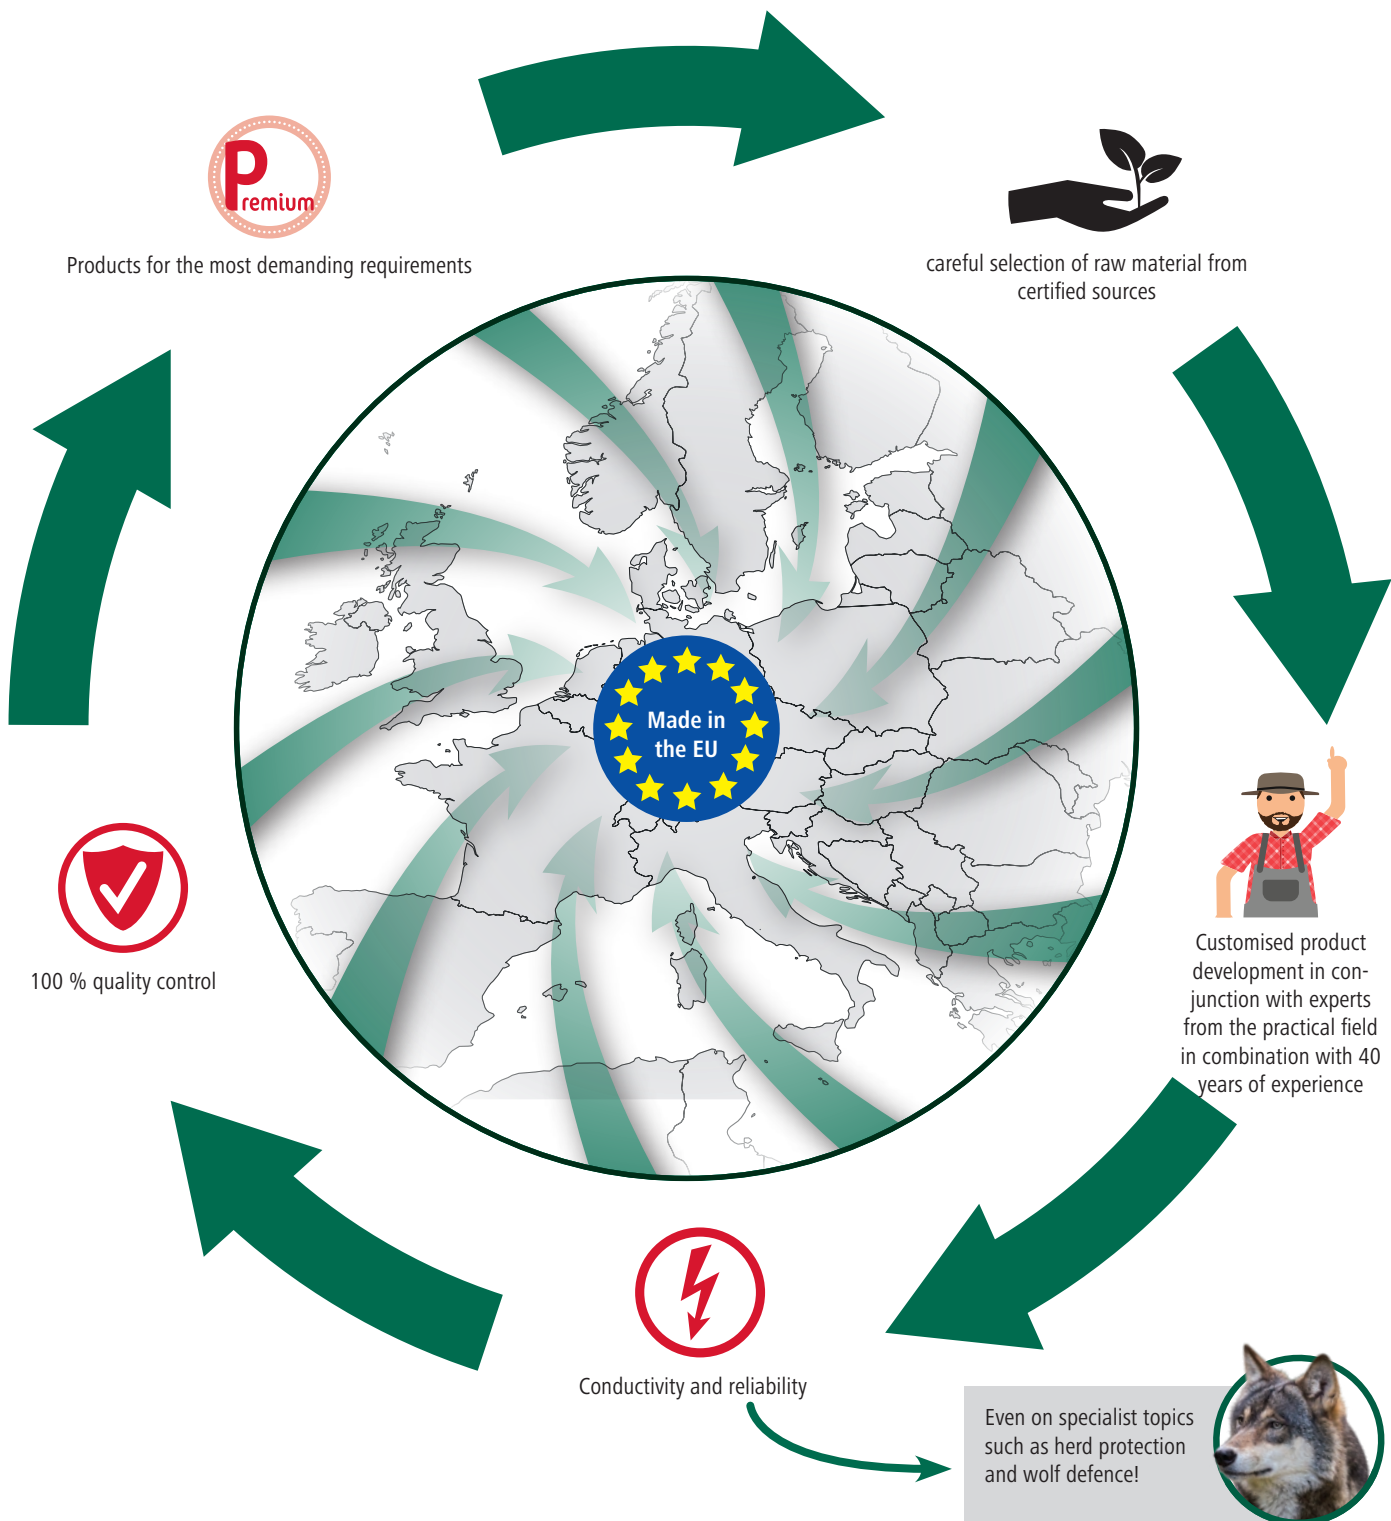 Premium
Products for the most demanding requirements
careful selection of raw material from
certified sources
Made in
the EU
Customised product
development in con-
junction with experts
from the practical field
in combination with 40
years of experience
100 % quality control
Conductivity and reliability
Even on specialist topics
such as herd protection
and wolf defence!